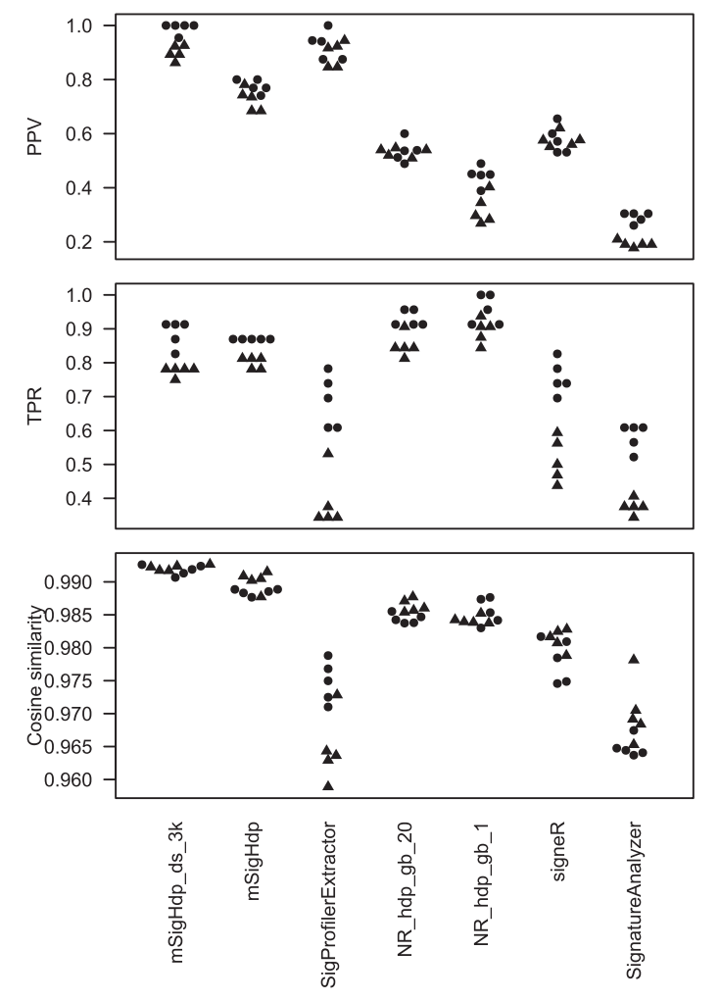 PPV
1.0
0.8
0.6
0.4
0.2
TPR
1.0
0.9
0.8
0.7
0.6
0.5
0.4
Cosine similarity
0.990
0.985
0.980
0.975
0.970
0.965
0.960
mSigHdp_ds_3k
mSigHdp
SigProfilerExtractor
NR_hdp_gb_20
NR_hdp_gb_1
signeR
SignatureAnalyzer